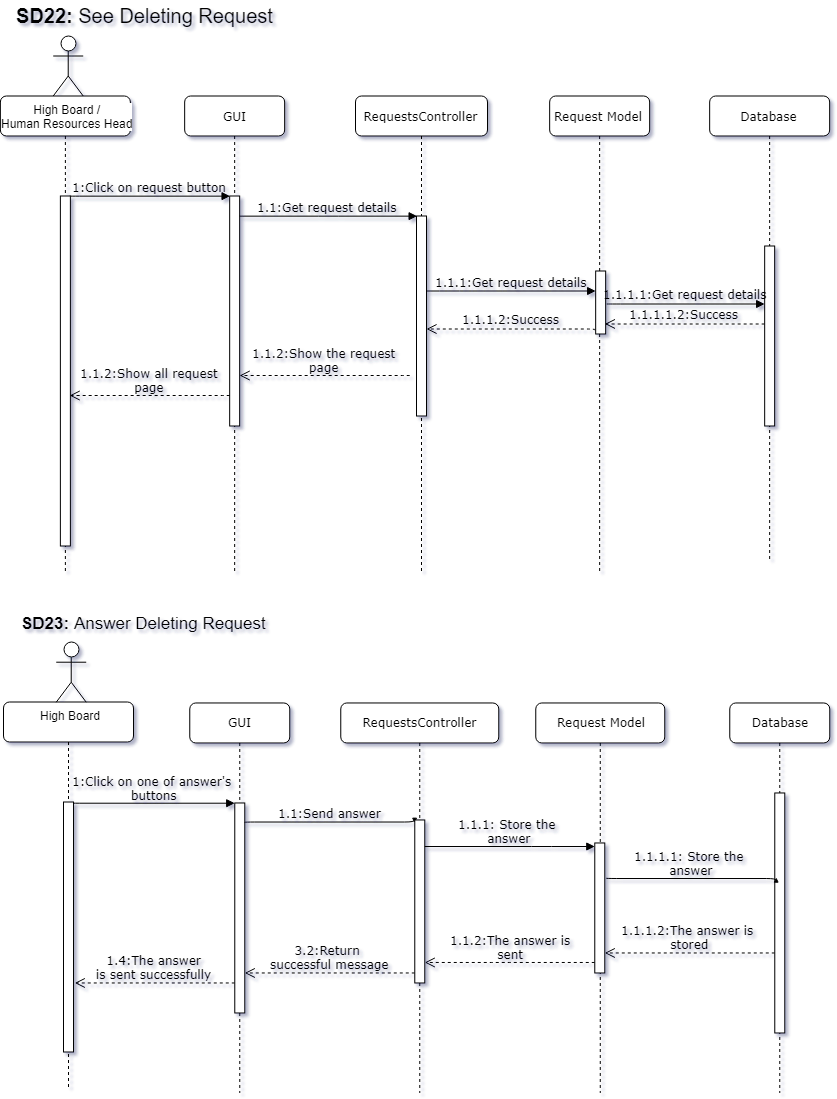 SD22: See Deleting Request
High Board /
Human Resources Head
GUI
RequestsController
Request Model
Database
1:Click on request button
1.1:Get request details
1.1.1:Get request details
1.1.1.1:Get request details
1.1.1.1.2:Success
1.1.1.2:Success
1.1.2:Show the request
page
1.1.2:Show all request
page
SD23: Answer Deleting Request
High Board
GUI
RequestsController
Request Model
Database
1:Click on one of answer's
buttons
1.1:Send answer
1.1.1: Store the
answer
1.1.1.1: Store the
answer
1.1.1.2:The answer is
stored
1.1.2:The answer is
sent
3.2:Return
successful message
1.4:The answer
is sent successfully